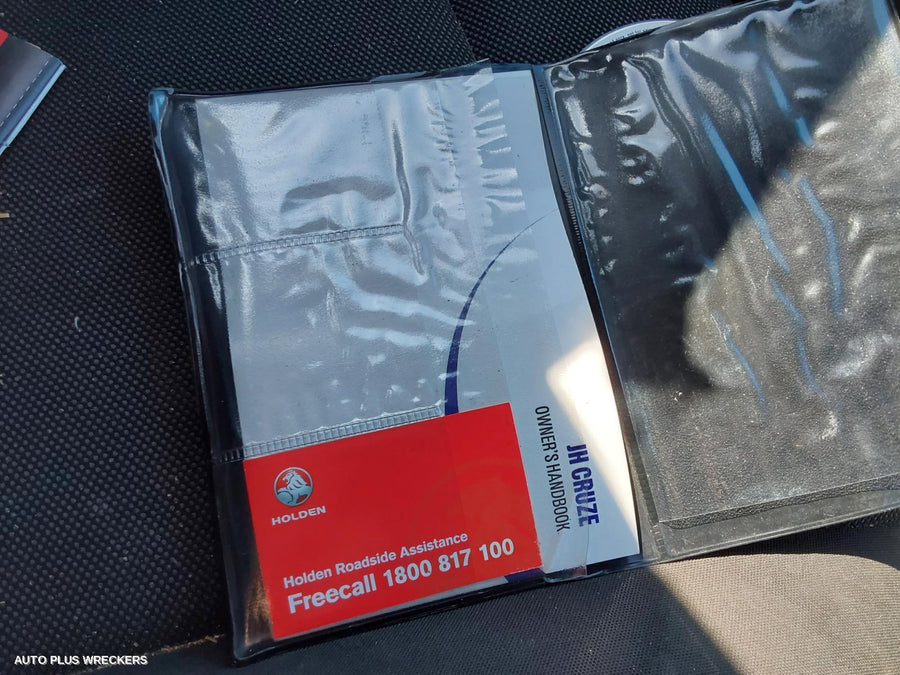 JH CRUZE
OWNER'S HANDBOOK
HOLDEN
Holden Roadside Assistance
Freecall 1800 817 100
AUTO PLUS WRECKERS